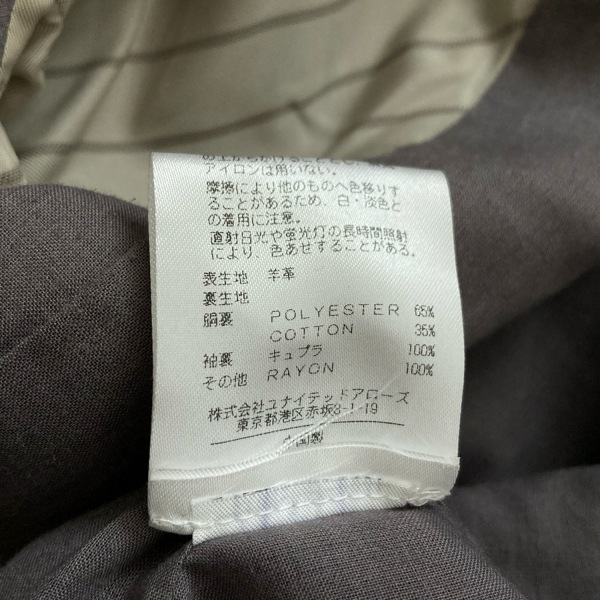 アイロンは用いない。
摩擦により他のものへ色移りす
ることがあるため、白・淡色と
の着用に注意。
直射日光や蛍光灯の長時間照射
により、色あせすることがある。
表生地 羊革
裏生地
胴裏 POLYESTER 65%
COTTON 35%
袖裏 キュプラ 100%
その他 RAYON 100%
株式会社ユナイテッドアローズ
東京都港区赤坂8-1-19
中国製